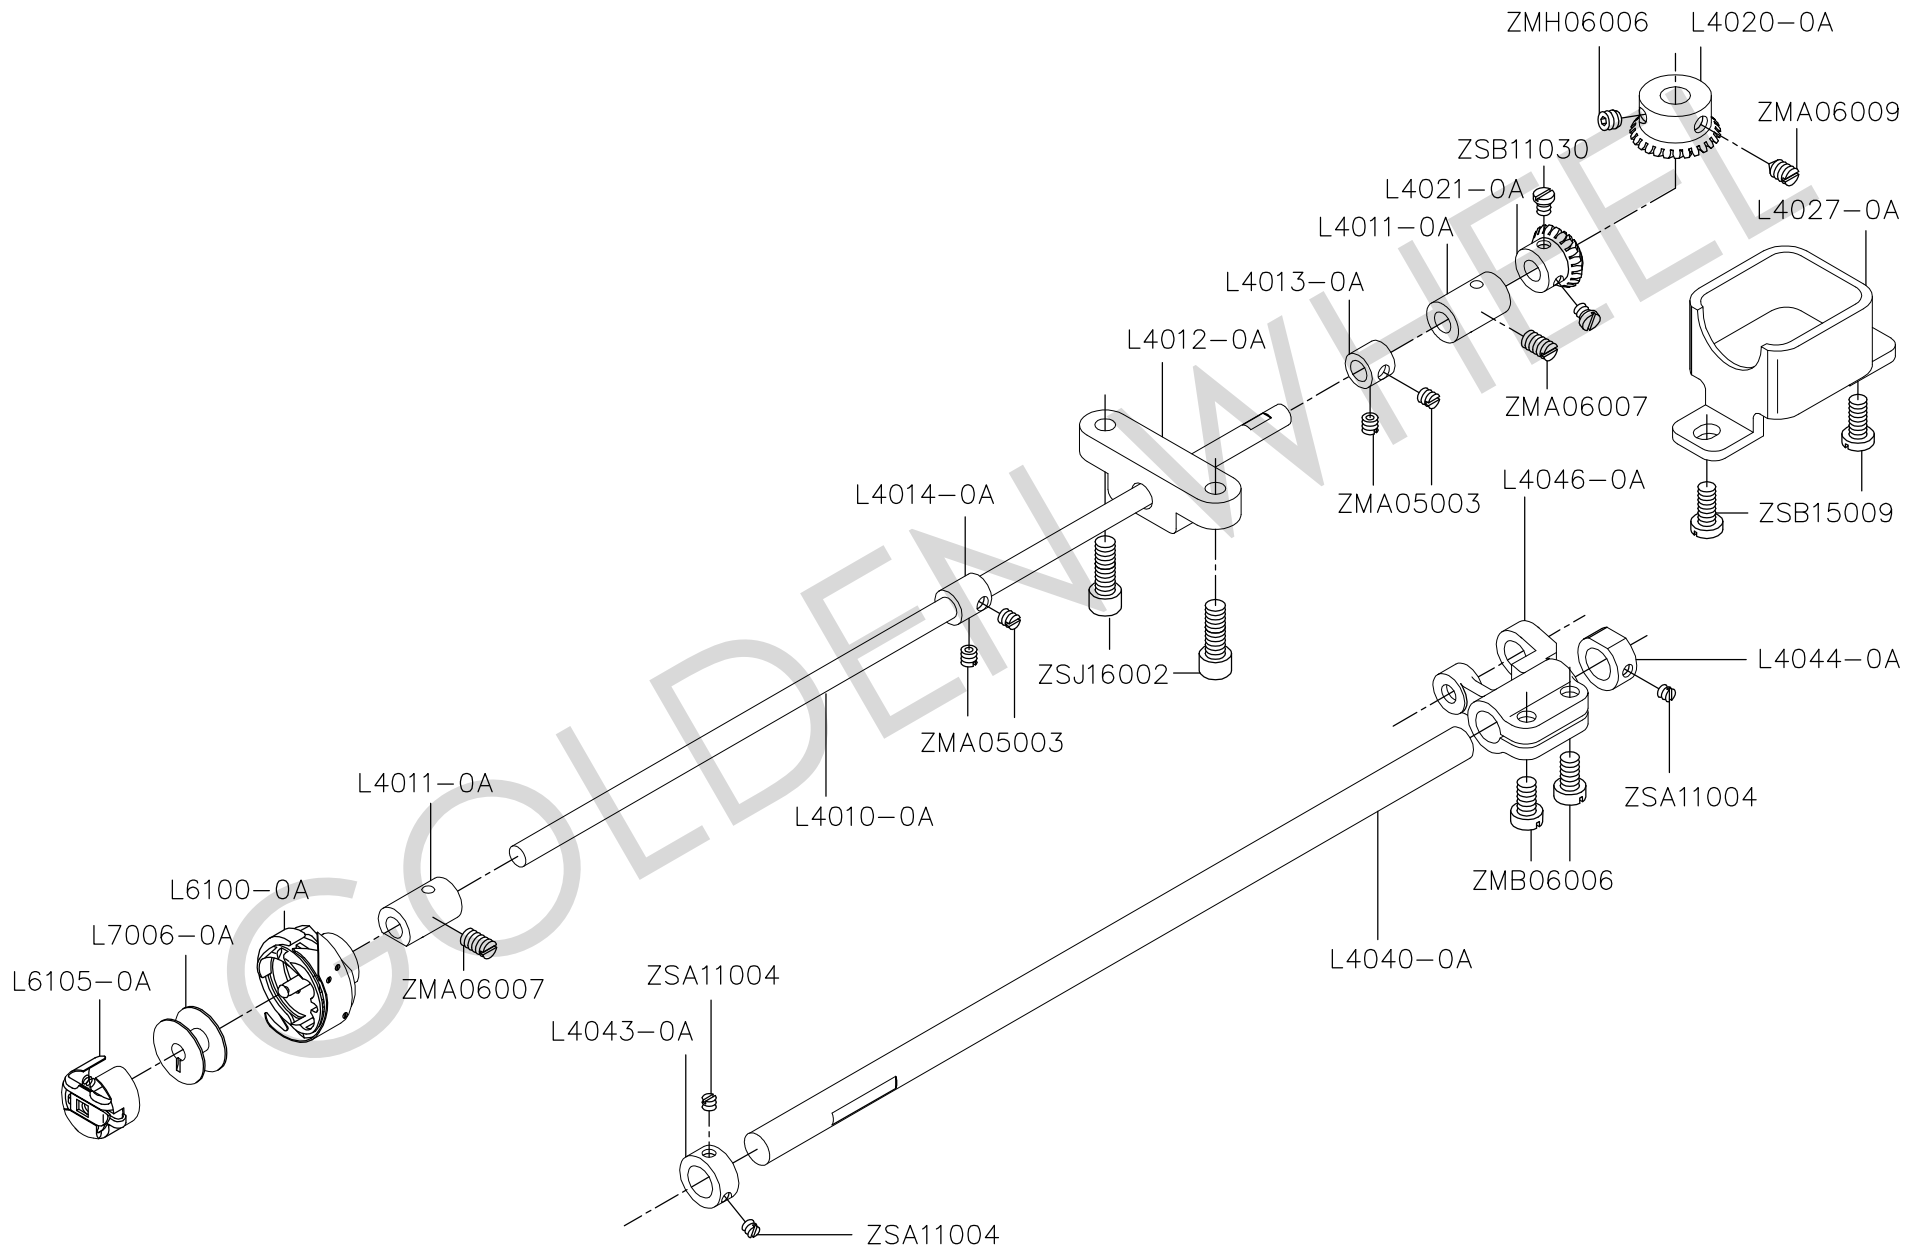 ZMH06006 L4020-0A
ZMA06009
ZSB11030
L4021-0A
L4027-0A
L4011-0A
L4013-0A
L4012-0A
ZMA06007
L4046-0A
L4014-0A
ZMA05003
ZSB15009
L4044-0A
ZSJ16002
ZMA05003
L4011-0A
ZSA11004
L4010-0A
ZMB06006
L6100-0A
L7006-0A
L4040-0A
L6105-0A
ZMA06007
ZSA11004
L4043-0A
ZSA11004
GOLDEN WHEEL